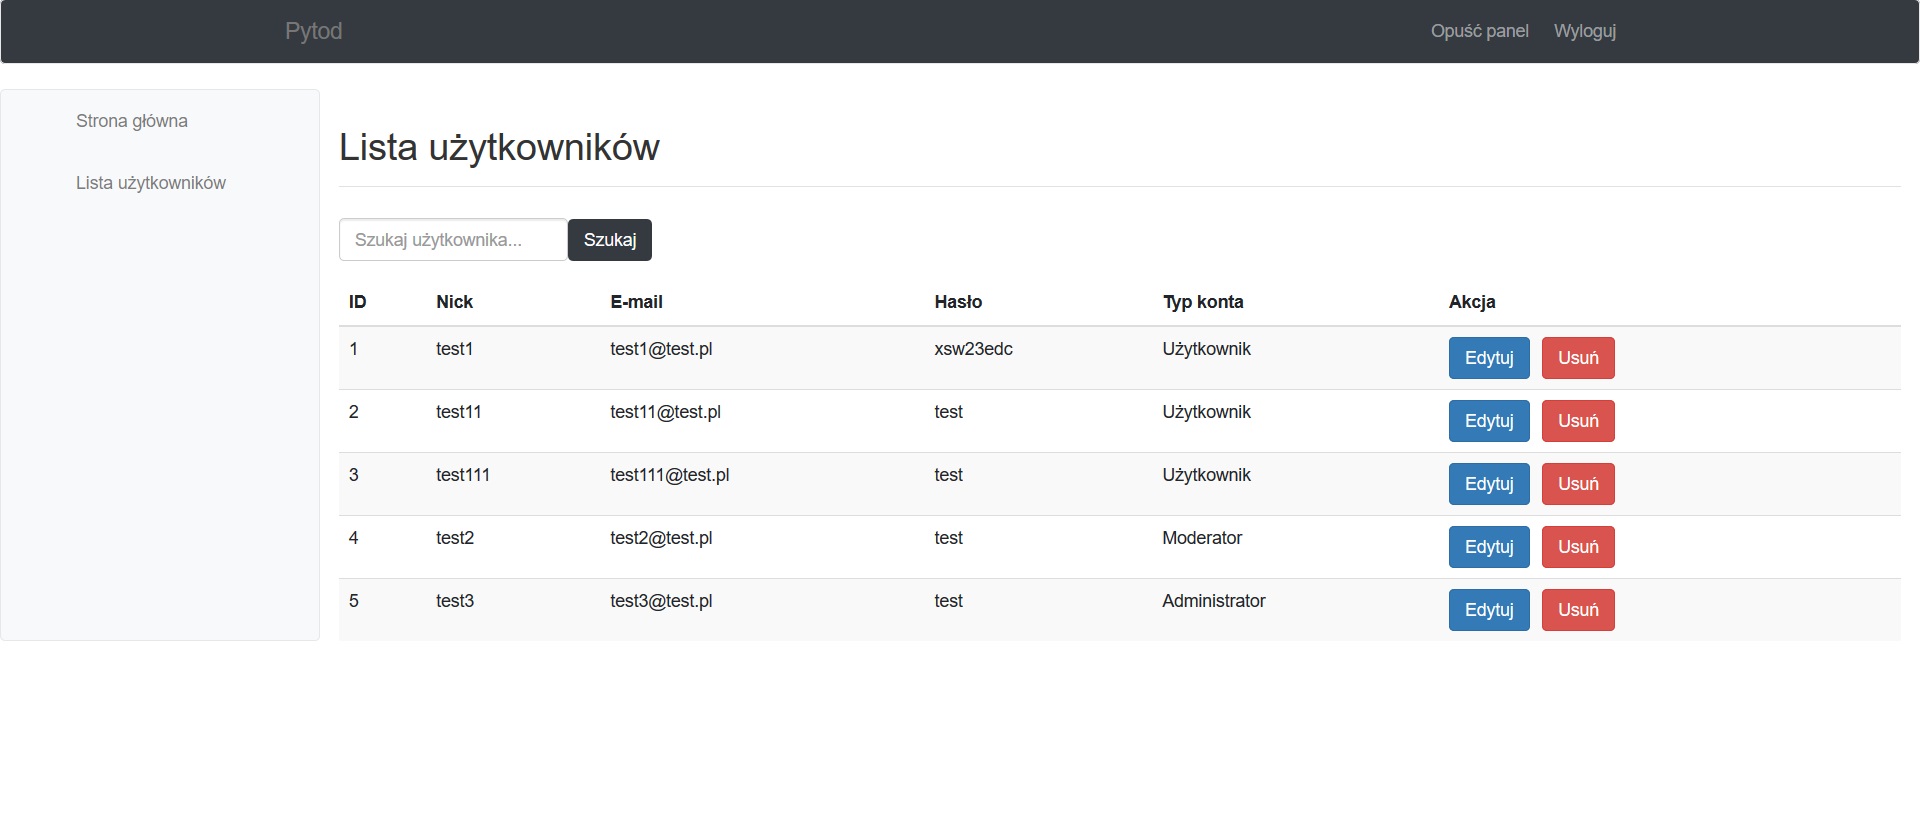 Pytod Opuść panel Wyloguj
Strona główna
Lista użytkowników
Lista użytkowników
Szukaj użytkownika... Szukaj
ID Nick E-mail Hasło Typ konta Akcja
1 test1 test1@test.pl xsw23edc Użytkownik Edytuj Usuń
2 test11 test11@test.pl test Użytkownik Edytuj Usuń
3 test111 test111@test.pl test Użytkownik Edytuj Usuń
4 test2 test2@test.pl test Moderator Edytuj Usuń
5 test3 test3@test.pl test Administrator Edytuj Usuń